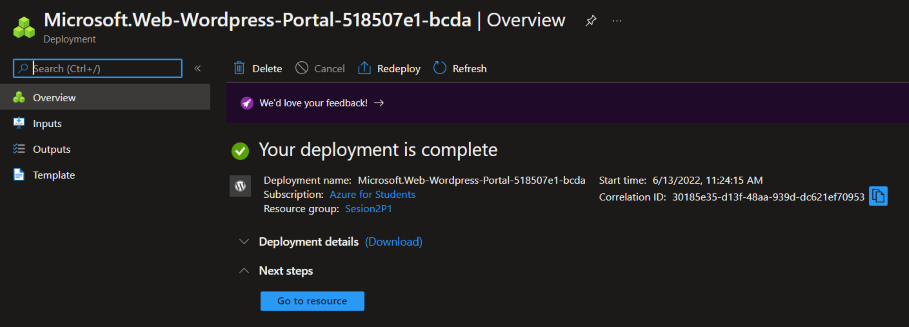 Microsoft.Web-Wordpress-Portal-518507e1-bcda | Overview
Deployment
Search (Ctrl+/)
Overview
Inputs
Outputs
Template
Delete Cancel Redeploy Refresh
We'd love your feedback!
Your deployment is complete
Deployment name: Microsoft.Web-Wordpress-Portal-518507e1-bcda
Subscription: Azure for Students
Resource group: Sesion2P1
Start time: 6/13/2022, 11:24:15 AM
Correlation ID: 30185e35-d13f-48aa-939d-dc621ef70953
Deployment details (Download)
Next steps
Go to resource